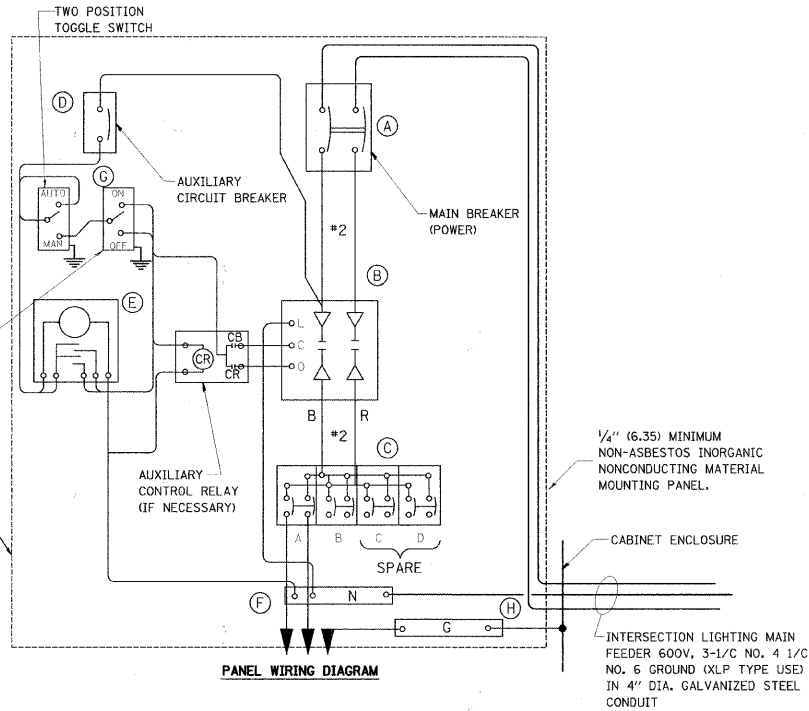 TWO POSITION
TOGGLE SWITCH
D
A
G
AUTO
ON
MAN
OFF
AUXILIARY
CIRCUIT BREAKER
MAIN BREAKER
(POWER)
#2
B
E
L
C
O
CB
CR
CR
B
R
#2
C
AUXILIARY
CONTROL RELAY
(IF NECESSARY)
A
B
C
D
SPARE
1/4'' (6.35) MINIMUM
NON-ASBESTOS INORGANIC
NONCONDUCTING MATERIAL
MOUNTING PANEL.
CABINET ENCLOSURE
F
N
H
G
INTERSECTION LIGHTING MAIN
FEEDER 600V, 3-1/C NO. 4 1/C
NO. 6 GROUND (XLP TYPE USE)
IN 4'' DIA. GALVANIZED STEEL
CONDUIT
PANEL WIRING DIAGRAM